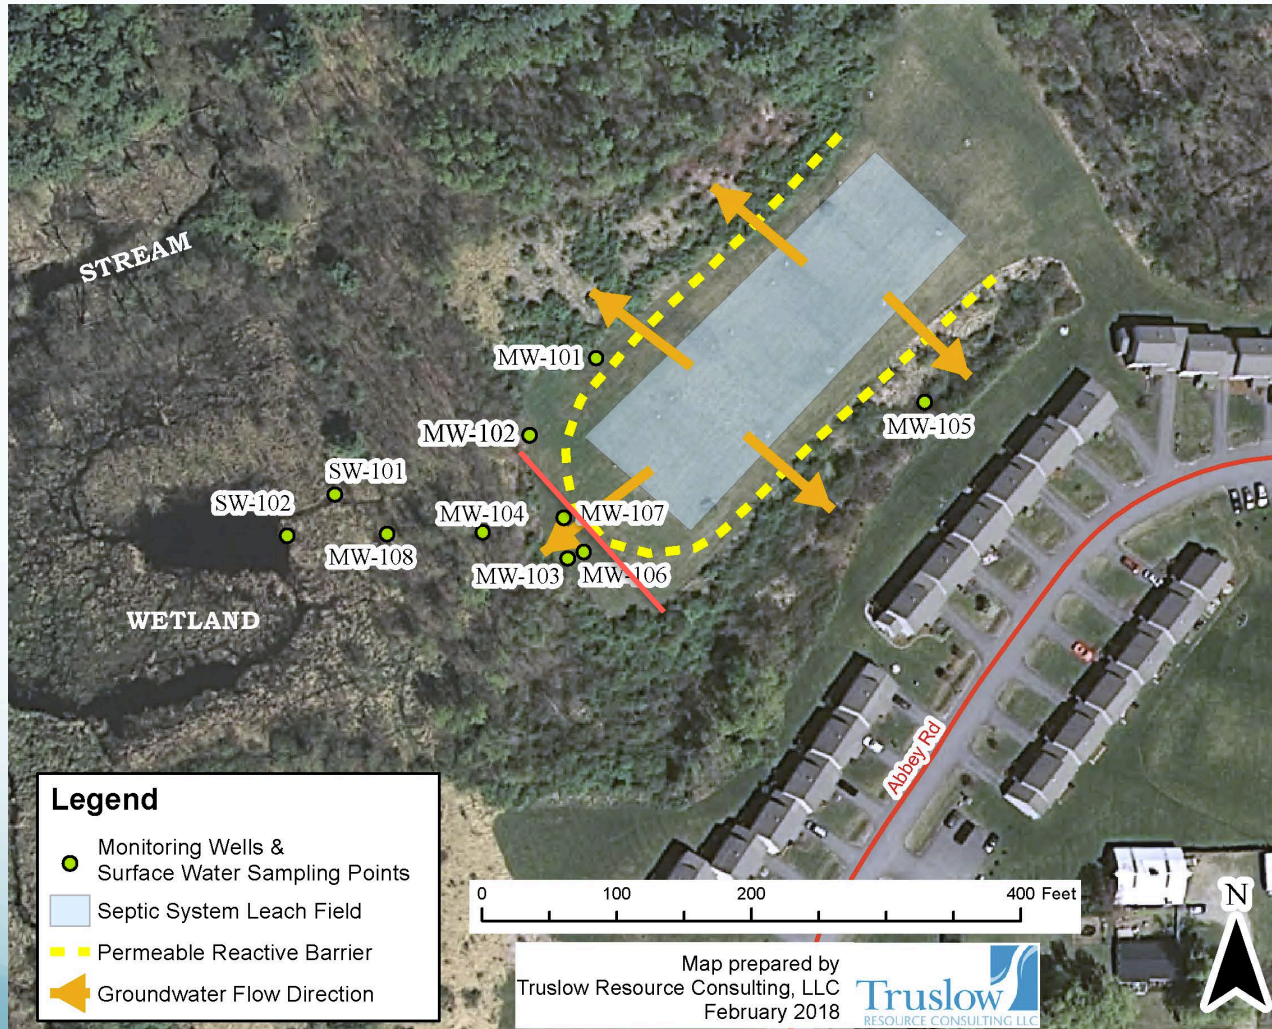 STREAM
MW-101
MW-102
MW-105
SW-101
SW-102
MW-104
MW-107
MW-108
MW-103
MW-106
WETLAND
Abbey Rd
Legend
Monitoring Wells &
Surface Water Sampling Points
Septic System Leach Field
Permeable Reactive Barrier
Groundwater Flow Direction
0 100 200 400 Feet
N
Map prepared by
Truslow Resource Consulting, LLC
February 2018
Truslow
RESOURCE CONSULTING LLC